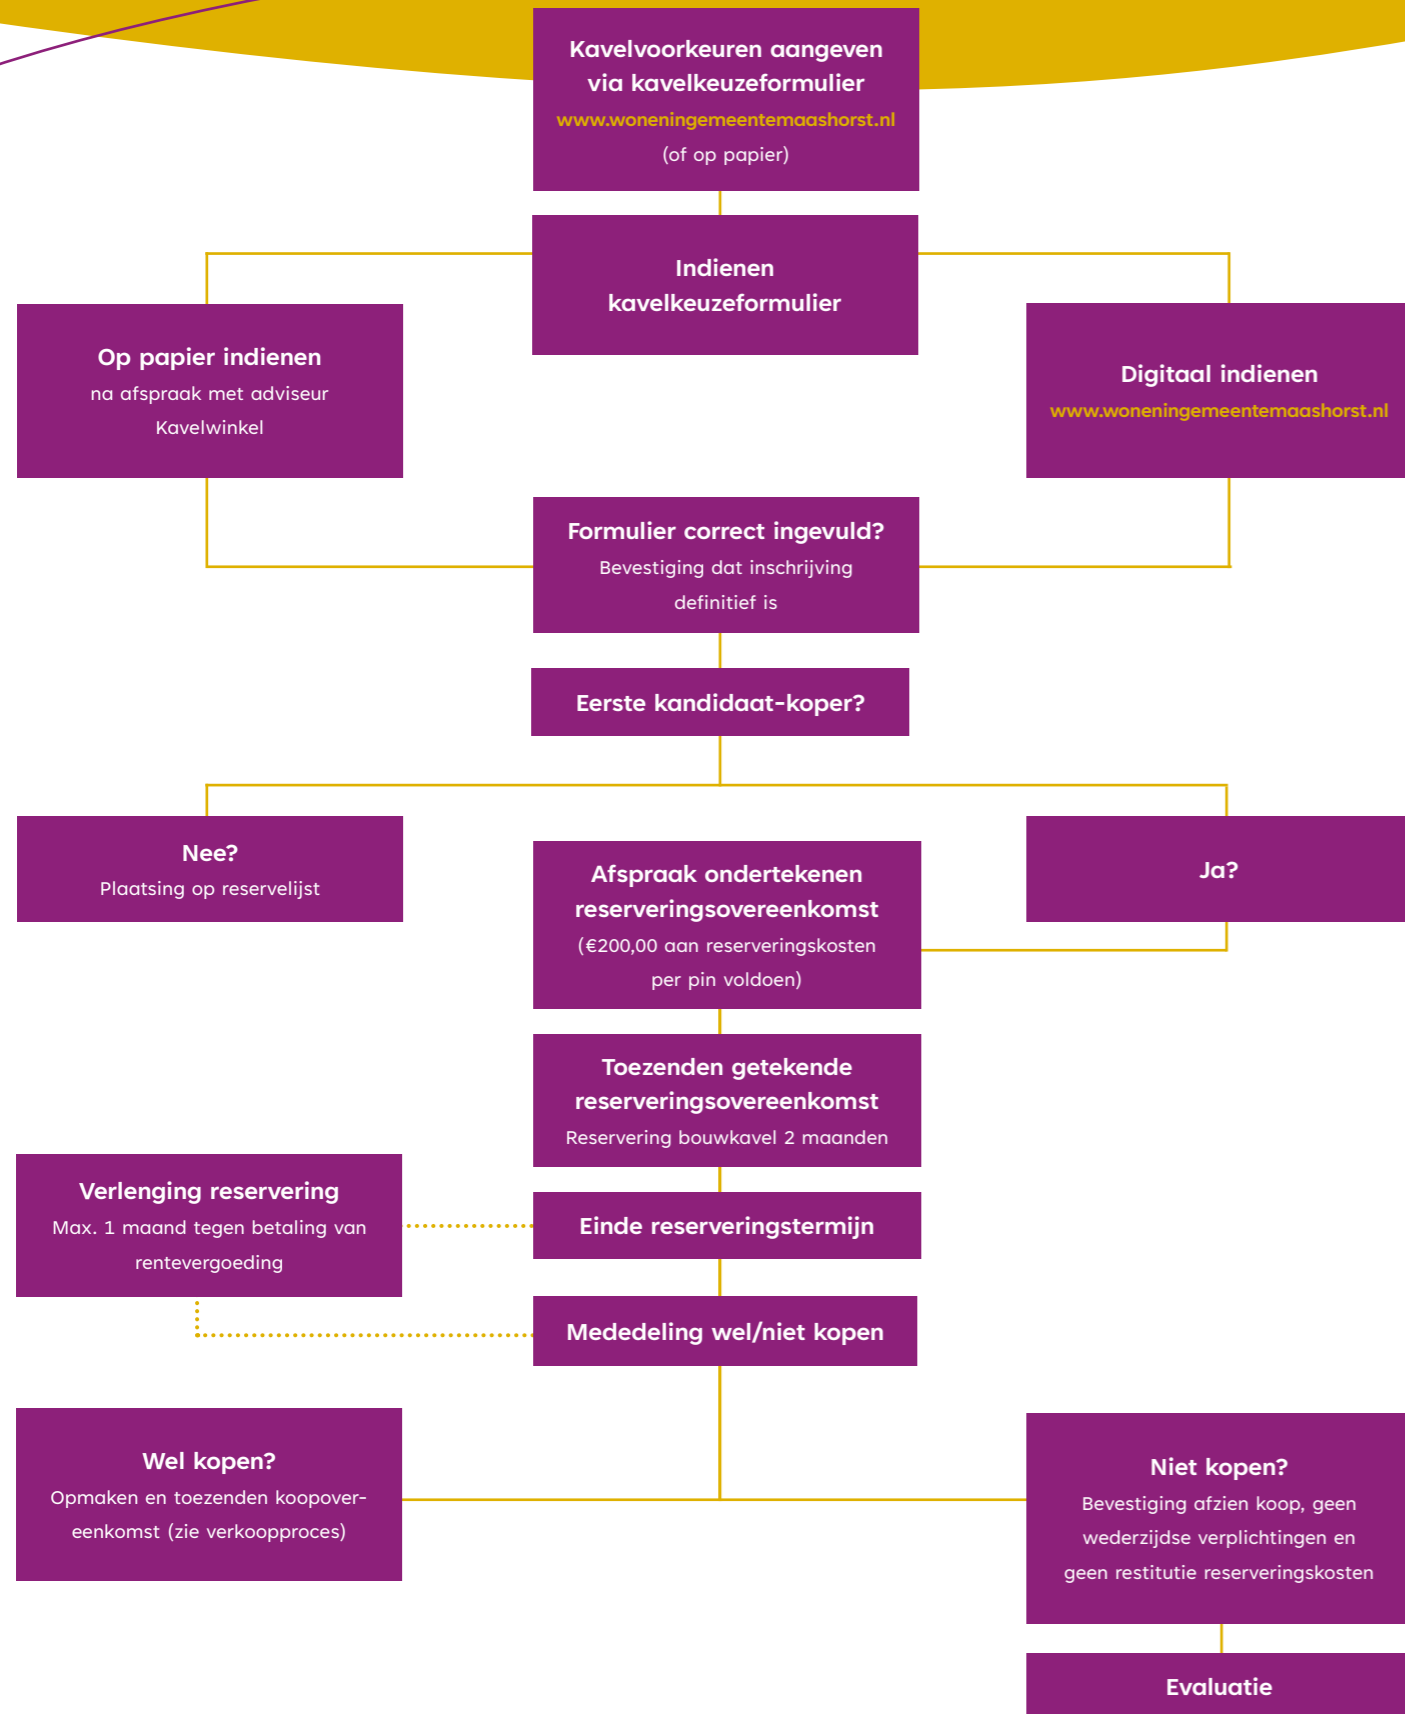 Kavelvoorkeuren aangeven
via kavelkeuzeformulier
www.woneningemeentemaashorst.nl
(of op papier)
Indienen
kavelkeuzeformulier
Op papier indienen
na afspraak met adviseur
Kavelwinkel
Digitaal indienen
www.woneningemeentemaashorst.nl
Formulier correct ingevuld?
Bevestiging dat inschrijving
definitief is
Eerste kandidaat-koper?
Nee?
Plaatsing op reservelijst
Ja?
Afspraak ondertekenen
reserveringsovereenkomst
(€200,00 aan reserveringskosten
per pin voldoen)
Toezenden getekende
reserveringsovereenkomst
Reservering bouwkavel 2 maanden
Verlenging reservering
Max. 1 maand tegen betaling van
rentevergoeding
Einde reserveringstermijn
Mededeling wel/niet kopen
Wel kopen?
Opmaken en toezenden koopover-
eenkomst (zie verkoopproces)
Niet kopen?
Bevestiging afzien koop, geen
wederzijdse verplichtingen en
geen restitutie reserveringskosten
Evaluatie